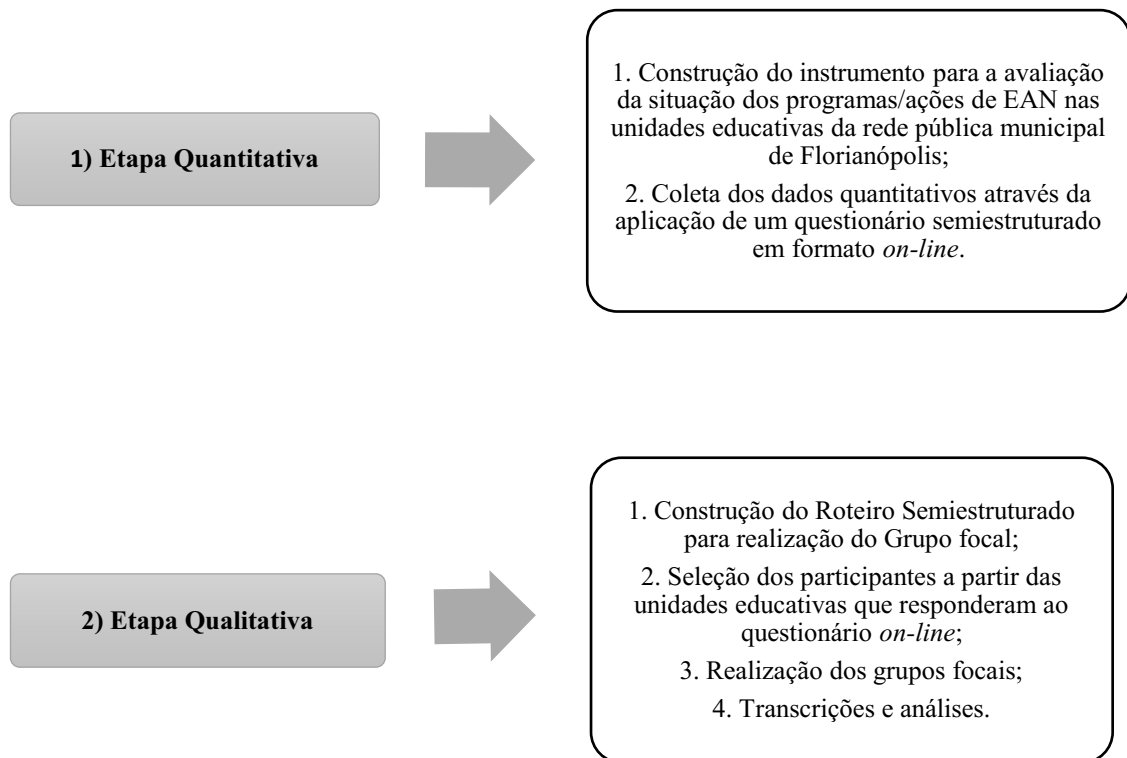 1) Etapa Quantitativa
1. Construção do instrumento para a avaliação
da situação dos programas/ações de EAN nas
unidades educativas da rede pública municipal
de Florianópolis;
2. Coleta dos dados quantitativos através da
aplicação de um questionário semiestruturado
em formato on-line.
2) Etapa Qualitativa
1. Construção do Roteiro Semiestruturado
para realização do Grupo focal;
2. Seleção dos participantes a partir das
unidades educativas que responderam ao
questionário on-line;
3. Realização dos grupos focais;
4. Transcrições e análises.